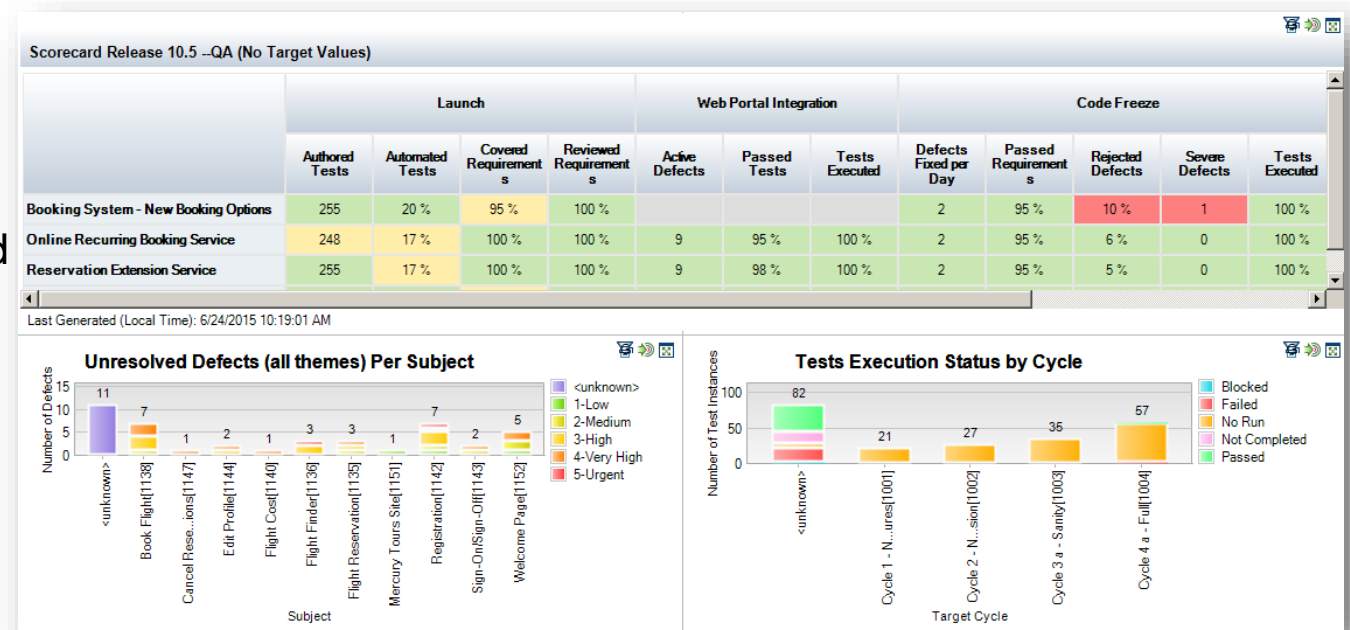 Scorecard Release 10.5 --QA (No Target Values)
Launch Web Portal Integration Code Freeze
Authored Tests Automated Tests Covered Requirements Reviewed Requirements Active Defects Passed Tests Tests Executed Defects Fixed per Day Passed Requirements Rejected Defects Severe Defects Tests Executed
Booking System - New Booking Options 255 20 % 95 % 100 % 2 95 % 10 % 1 100 %
d
Online Recurring Booking Service 248 17 % 100 % 100 % 9 95 % 100 % 2 95 % 6 % 0 100 %
Reservation Extension Service 255 17 % 100 % 100 % 9 98 % 100 % 2 95 % 5 % 0 100 %
Last Generated (Local Time): 6/24/2015 10:19:01 AM
Unresolved Defects (all themes) Per Subject
Number of Defects
15
10
5
0
11 7 1 2 1 3 3 1 7 2 5
<unknown>
Book Flight[1138]
Cancel Rese...ions[1147]
Edit Profile[1144]
Flight Cost[1140]
Flight Finder[1136]
Flight Reservation[1135]
Mercury Tours Site[1151]
Registration[1142]
Sign-On/Sign-Off[1143]
Welcome Page[1152]
Subject
<unknown>
1-Low
2-Medium
3-High
4-Very High
5-Urgent
Tests Execution Status by Cycle
Number of Test Instances
100
50
0
82 21 27 35 57
<unknown>
Cycle 1 - N...ures[1001]
Cycle 2 - N...sion[1002]
Cycle 3 a - Sanity[1003]
Cycle 4 a - Full[1004]
Target Cycle
Blocked
Failed
No Run
Not Completed
Passed